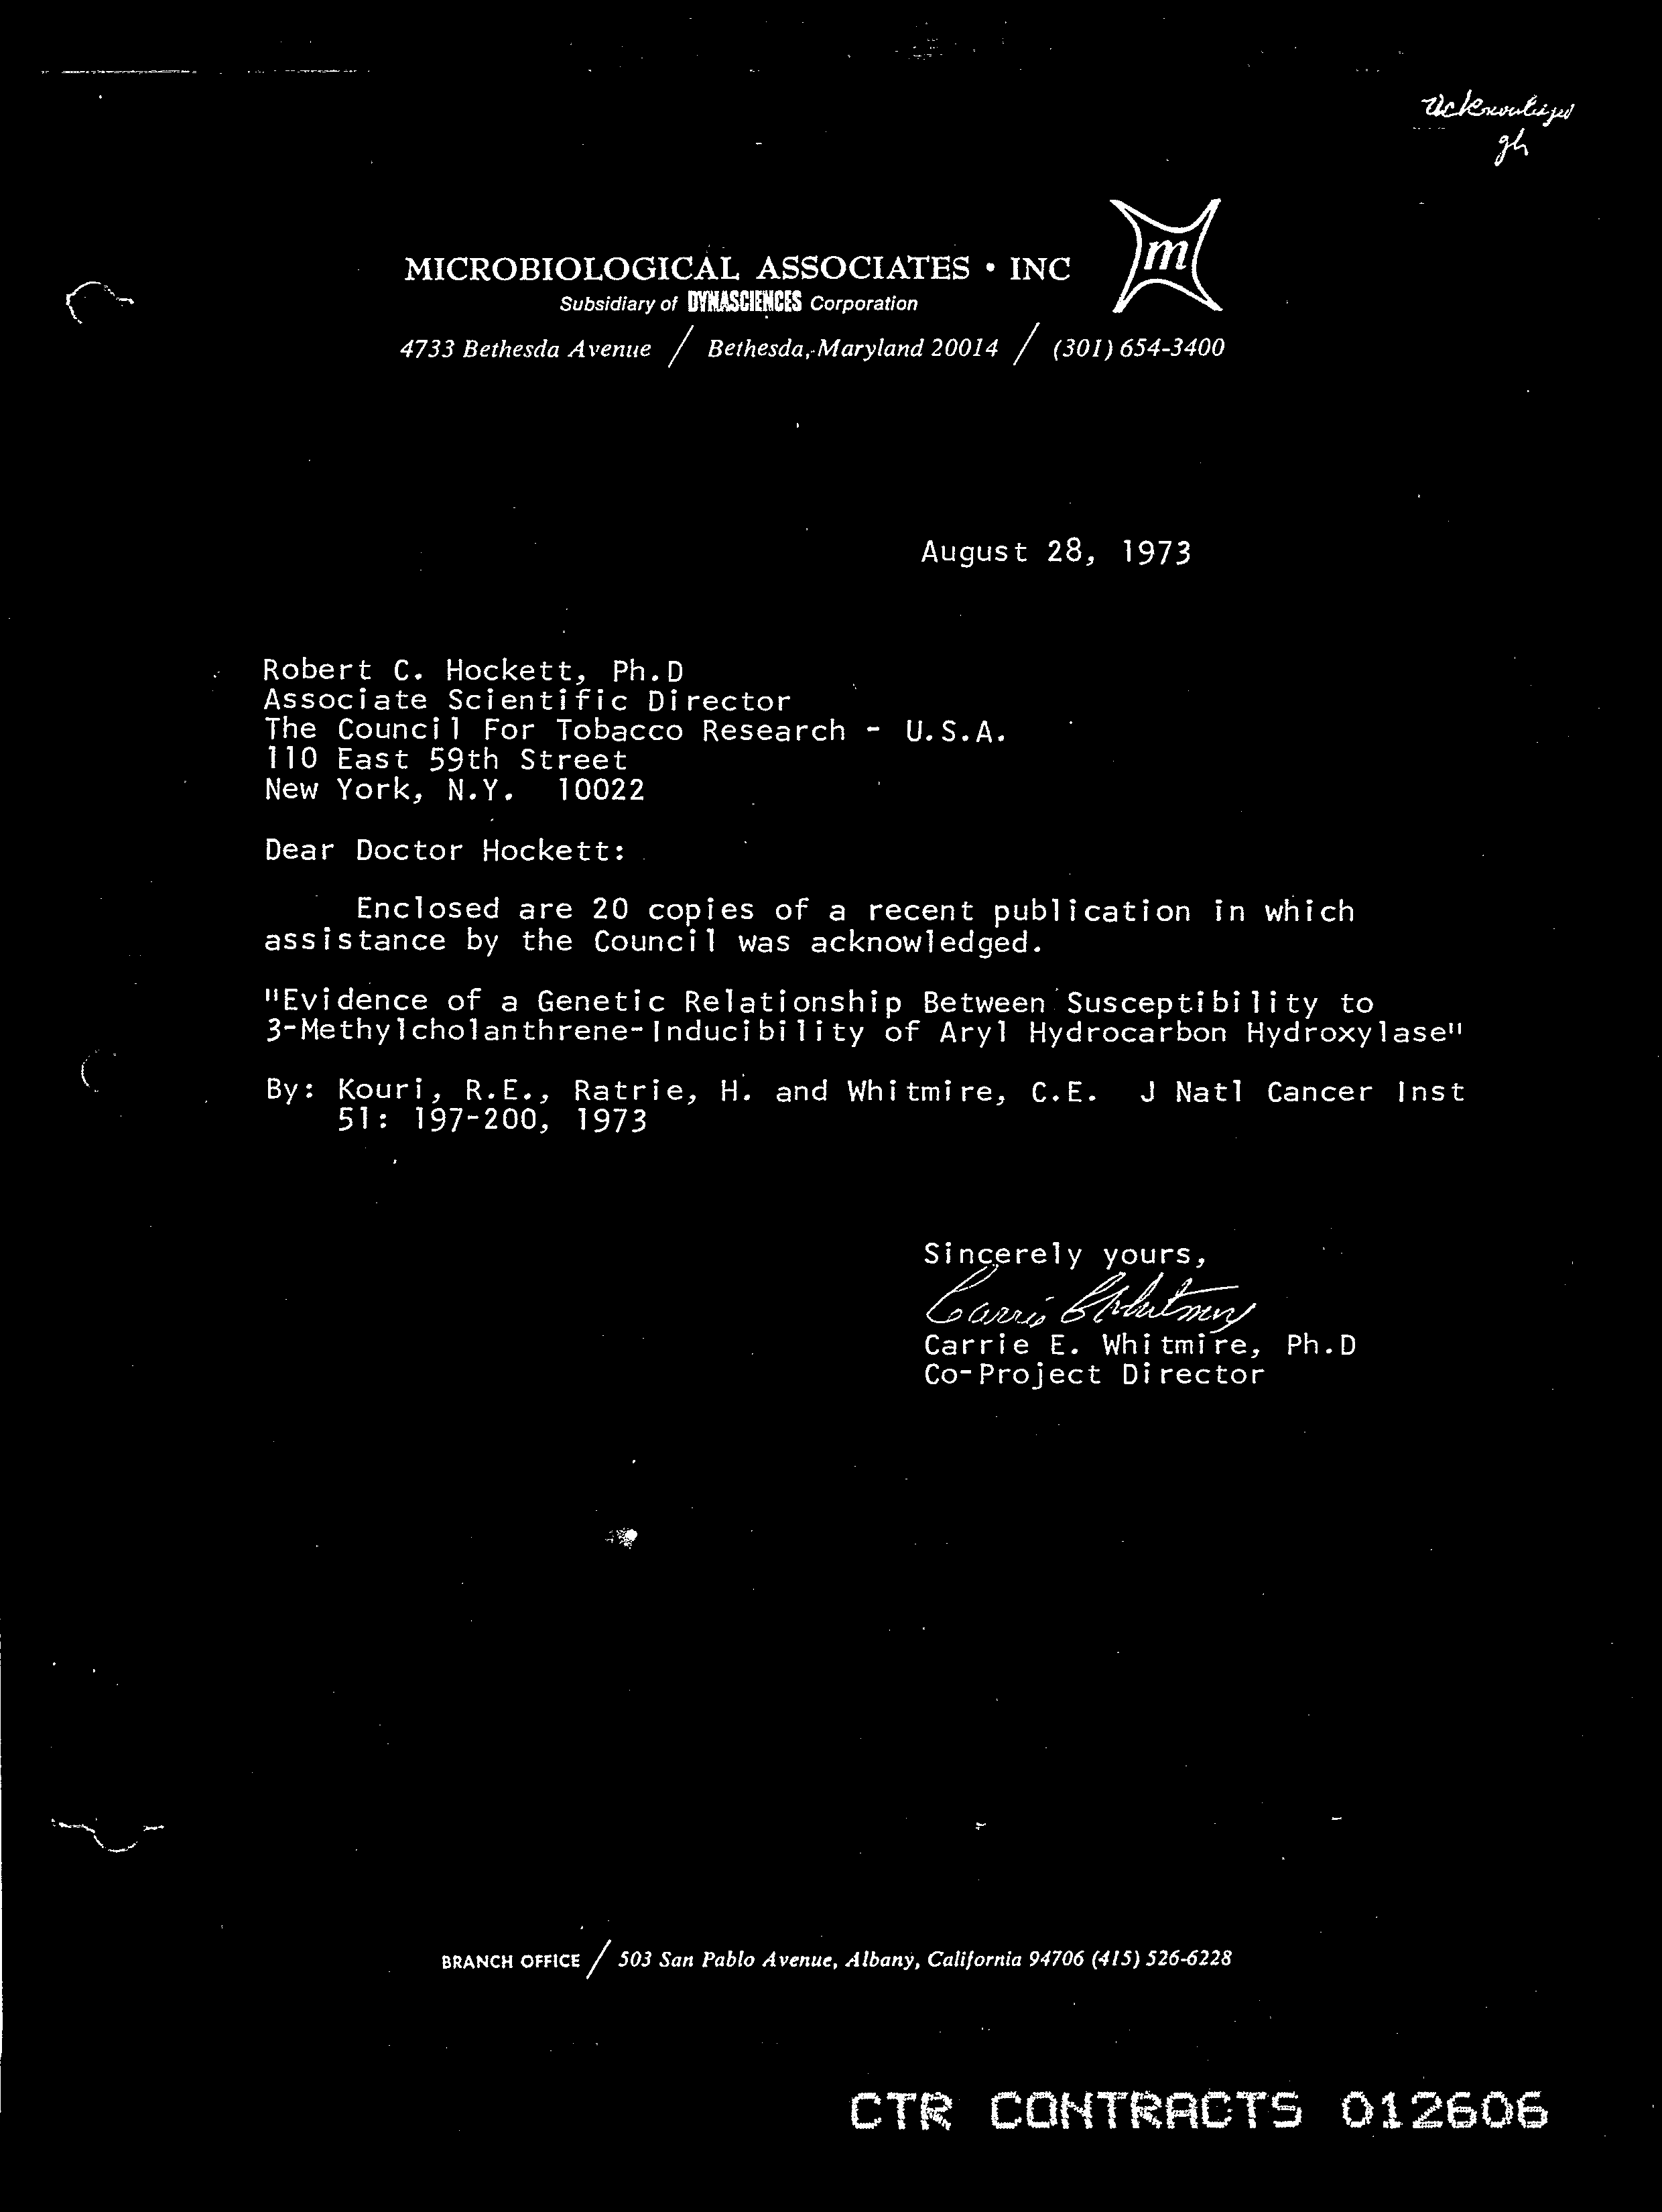 Acknowledged
gh
MICROBIOLOGICAL ASSOCIATES • INC
m
Subsidiary of DYNASCIENCES Corporation
4733 Bethesda Avenue / Bethesda, Maryland 20014 / (301) 654-3400
August 28, 1973
Robert C. Hockett, Ph.D
Associate Scientific Director
The Council For Tobacco Research - U.S.A.
110 East 59th Street
New York, N.Y. 10022
Dear Doctor Hockett:
Enclosed are 20 copies of a recent publication in which
assistance by the Council was acknowledged.
"Evidence of a Genetic Relationship Between Susceptibility to
3-Methylcholanthrene-Inducibility of Aryl Hydrocarbon Hydroxylase"
By: Kouri, R.E., Ratrie, H. and Whitmire, C.E. J Natl Cancer Inst
51: 197-200, 1973
Sincerely yours,
Carrie E Whitmire
Carrie E. Whitmire, Ph.D
Co-Project Director
BRANCH OFFICE / 503 San Pablo Avenue, Albany, California 94706 (415) 526-6228
CTR CONTRACTS 012606